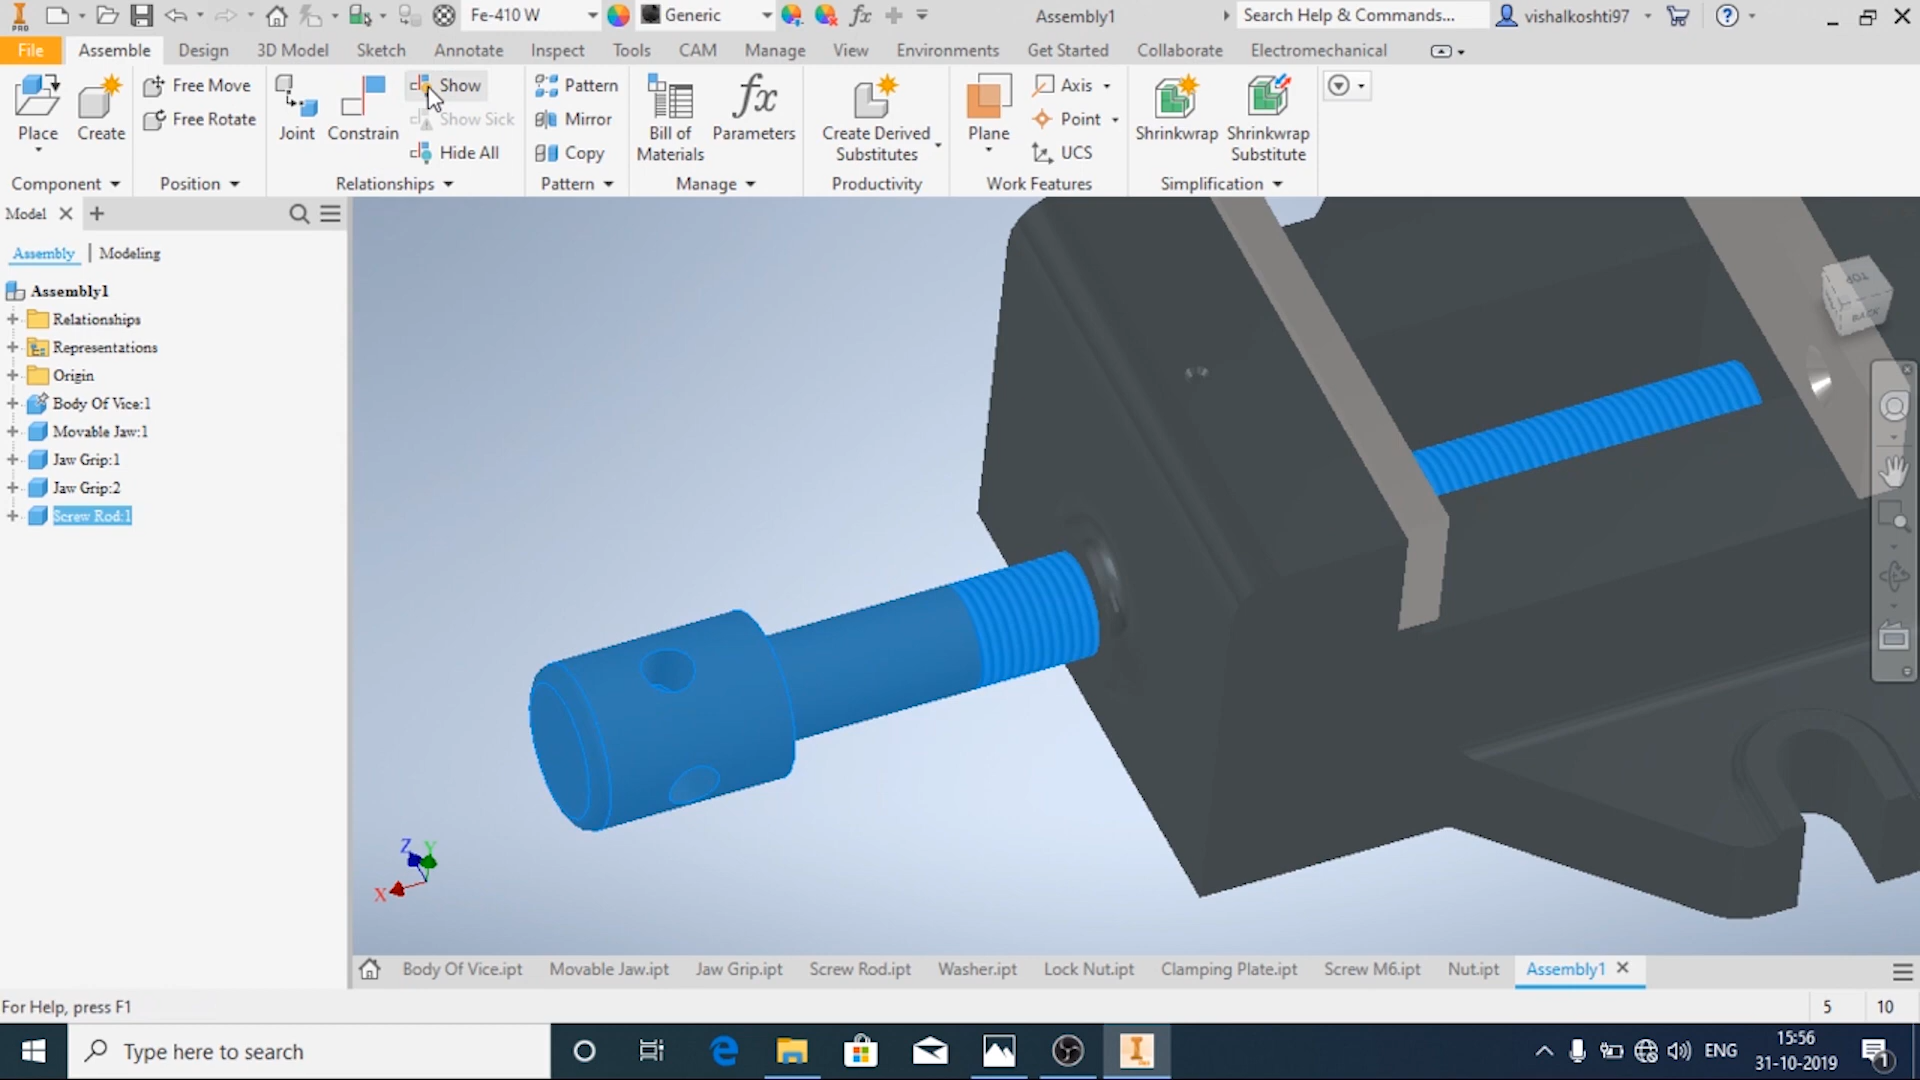 PRO
Fe-410 W
Generic
fx
Assembly1
Search Help & Commands...
vishalkoshti97
File
Assemble
Design
3D Model
Sketch
Annotate
Inspect
Tools
CAM
Manage
View
Environments
Get Started
Collaborate
Electromechanical
Place
Create
Free Move
Free Rotate
Joint
Constrain
Show
Show Sick
Hide All
Pattern
Mirror
Copy
Bill of
Materials
fx
Parameters
Create Derived
Substitutes
Plane
Axis
Point
UCS
Shrinkwrap
Shrinkwrap
Substitute
Component
Position
Relationships
Pattern
Manage
Productivity
Work Features
Simplification
Model
Assembly
Modeling
Assembly1
Relationships
Representations
Origin
Body Of Vice:1
Movable Jaw:1
Jaw Grip:1
Jaw Grip:2
Screw Rod:1
TOP
BACK
Z
Y
X
Body Of Vice.ipt
Movable Jaw.ipt
Jaw Grip.ipt
Screw Rod.ipt
Washer.ipt
Lock Nut.ipt
Clamping Plate.ipt
Screw M6.ipt
Nut.ipt
Assembly1
For Help, press F1
5
10
Type here to search
ENG
15:56
31-10-2019
1